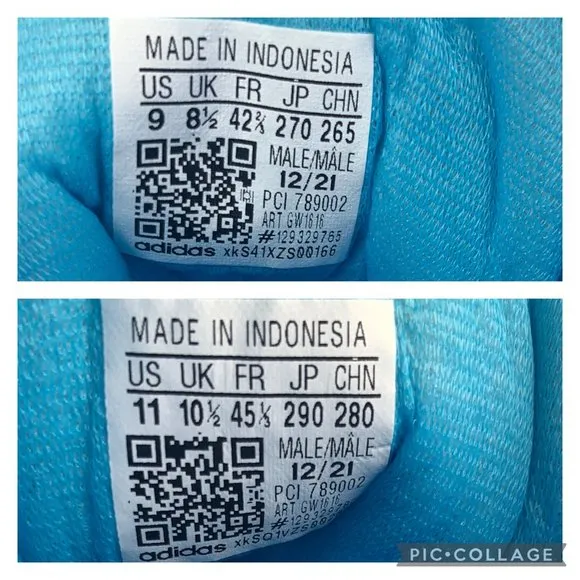 MADE IN INDONESIA
US UK FR JP CHN
9 8½ 42⅔ 270 265
MALE/MÂLE
12/21
PCI 789002
ART GW1616
#129329765
adidas xkS41XZS00166
MADE IN INDONESIA
US UK FR JP CHN
11 10½ 45⅓ 290 280
MALE/MÂLE
12/21
PCI 789002
ART GW1616
adidas
PIC•COLLAGE